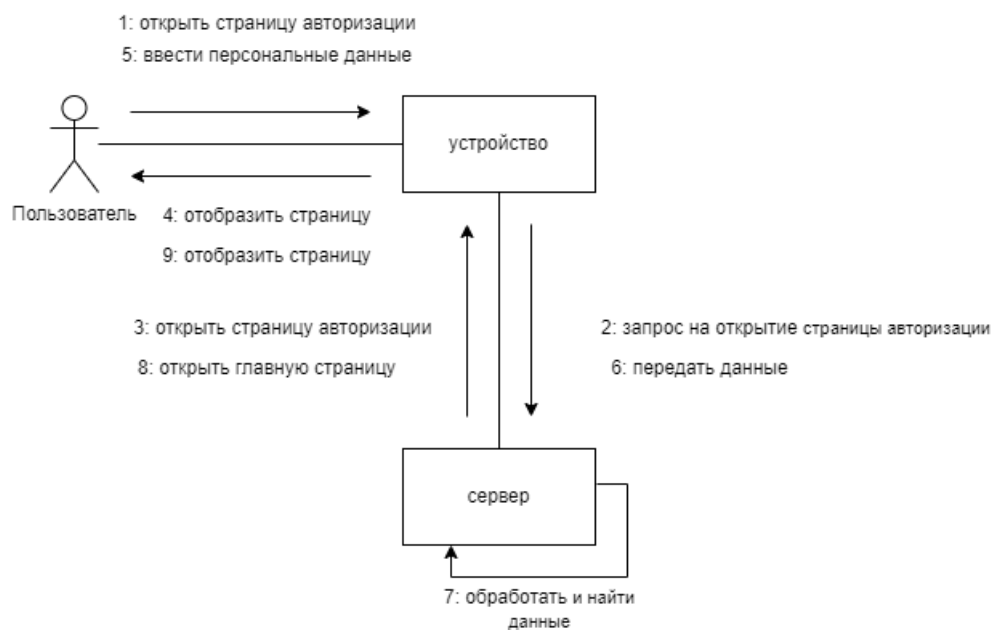 1: открыть страницу авторизации
5: ввести персональные данные
устройство
Пользователь
4: отобразить страницу
9: отобразить страницу
3: открыть страницу авторизации
2: запрос на открытие страницы авторизации
8: открыть главную страницу
6: передать данные
сервер
7: обработать и найти
данные